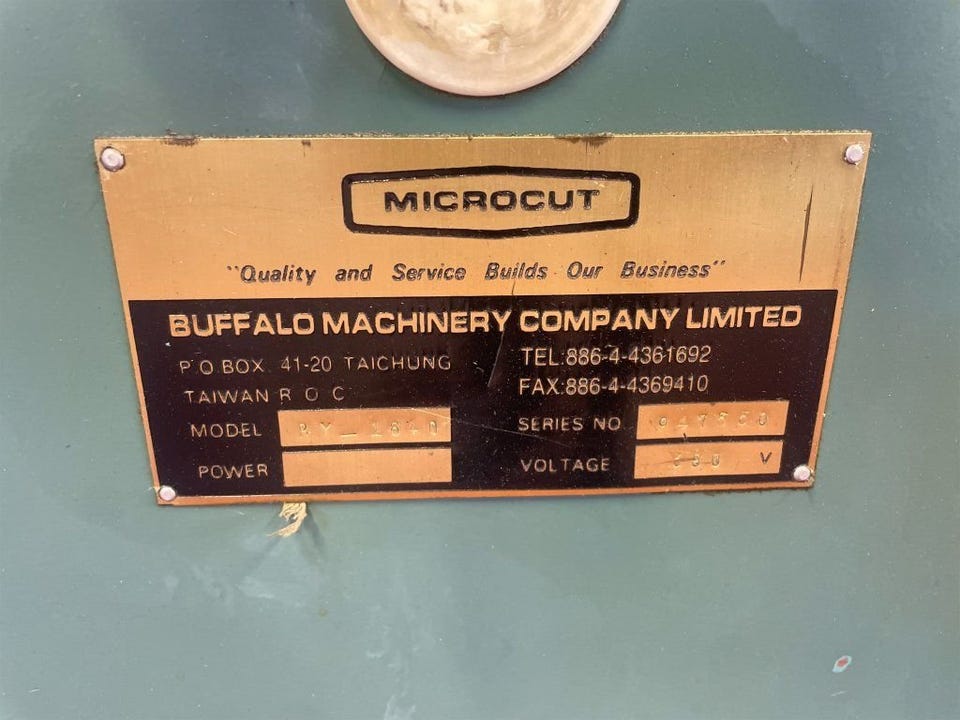 MICROCUT
"Quality and Service Builds Our Business"
BUFFALO MACHINERY COMPANY LIMITED
P.O.BOX. 41-20 TAICHUNG
TAIWAN R O C
TEL:886-4-4361692
FAX:886-4-4369410
MODEL
SERIES NO
POWER
VOLTAGE V